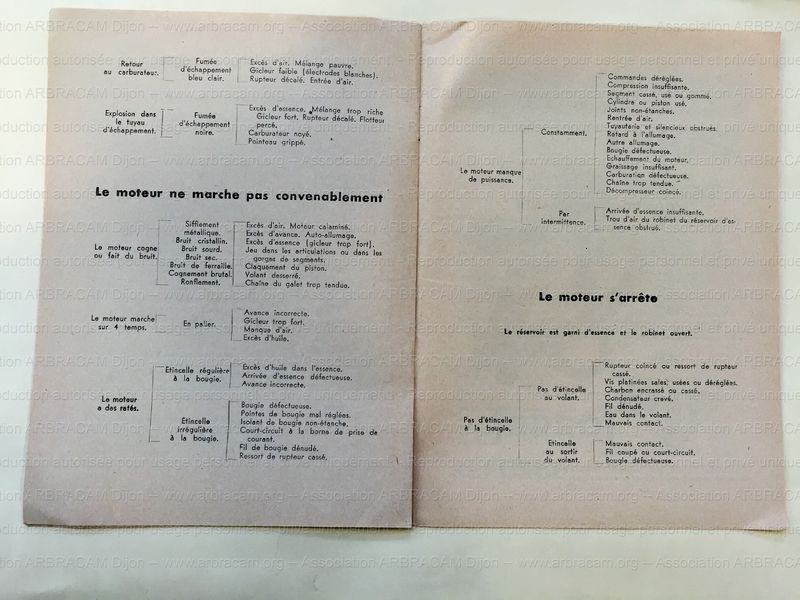 Retour
au carburateur.
Fumée
d'échappement
bleu clair.
Excès d'air. Mélange pauvre.
Gicleur faible (électrodes blanches).
Rupteur décalé. Entrée d'air.
Explosion dans
le tuyau
d'échappement.
Fumée
d'échappement
noire.
Excès d'essence. Mélange trop riche
Gicleur fort. Rupteur décalé. Flotteur
percé.
Carburateur noyé.
Pointeau grippé.
Le moteur ne marche pas convenablement
Le moteur cogne
ou fait du bruit.
Sifflement
métallique.
Bruit cristallin.
Bruit sourd.
Bruit sec.
Bruit de ferraille.
Cognement brutal.
Ronflement.
Excès d'air. Moteur calaminé.
Excès d'avance. Auto-allumage.
Excès d'essence (gicleur trop fort).
Jeu dans les articulations ou dans les
gorges de segments.
Claquement du piston.
Volant desserré.
Chaîne du galet trop tendue.
Le moteur marche
sur 4 temps.
En palier.
Avance incorrecte.
Gicleur trop fort.
Manque d'air.
Excès d'huile.
Le moteur
a des ratés.
Etincelle régulière
à la bougie.
Excès d'huile dans l'essence.
Arrivée d'essence défectueuse.
Avance incorrecte.
Etincelle
irrégulière
à la bougie.
Bougie défectueuse.
Pointes de bougie mal réglées.
Isolant de bougie non-étanche.
Court-circuit à la borne de prise de
courant.
Fil de bougie dénudé.
Ressort de rupteur cassé.
Le moteur manque
de puissance.
Constamment.
Commandes déréglées.
Compression insuffisante.
Segment cassé, usé ou gommé.
Cylindre ou piston usé.
Joints non-étanches.
Rentrée d'air.
Tuyauterie et silencieux obstrués.
Retard à l'allumage.
Autre allumage.
Bougie défectueuse.
Echauffement du moteur.
Graissage insuffisant.
Carburation défectueuse.
Chaîne trop tendue.
Décompresseur coincé.
Par
intermittence.
Arrivée d'essence insuffisante.
Trou d'air du robinet du réservoir d'es-
sence obstrué.
Le moteur s'arrête
Le réservoir est garni d'essence et le robinet ouvert.
Pas d'étincelle
à la bougie.
Pas d'étincelle
au volant.
Rupteur coincé ou ressort de rupteur
cassé.
Vis platinées sales, usées ou déréglées.
Charbon encrassé ou cassé.
Condensateur crevé.
Fil dénudé.
Eau dans le volant.
Mauvais contact.
Etincelle
au sortir
du volant.
Mauvais contact.
Fil coupé ou court-circuit.
Bougie défectueuse.